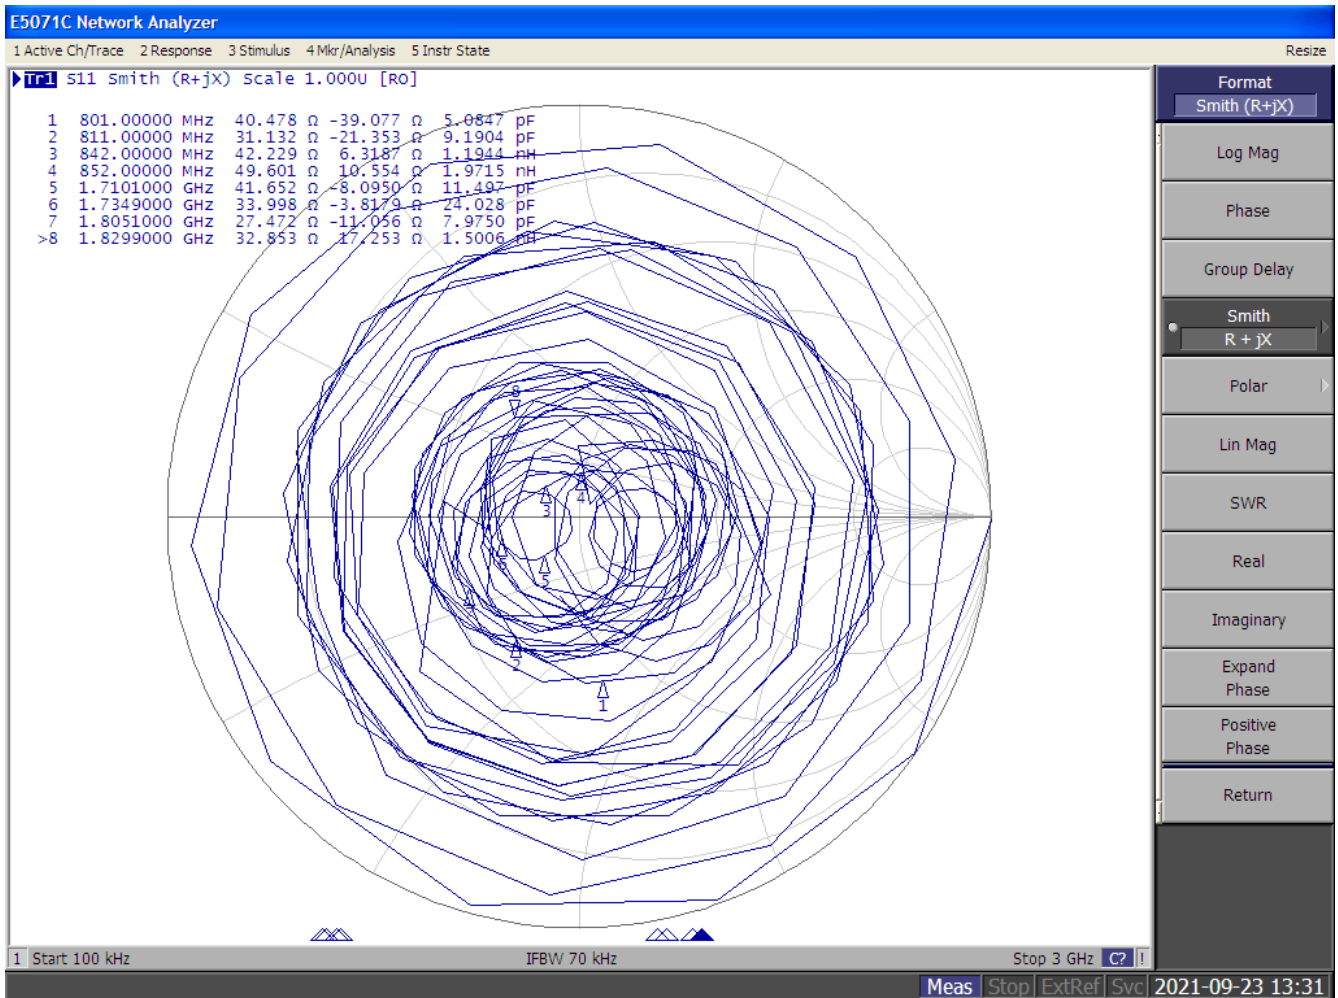 E5071C Network Analyzer
1 Active Ch/Trace 2 Response 3 Stimulus 4 Mkr/Analysis 5 Instr State Resize
Tr1 S11 Smith (R+jX) Scale 1.000U [RO]
1 801.00000 MHz 40.478 Ω -39.077 Ω 5.0847 pF
2 811.00000 MHz 31.132 Ω -21.353 Ω 9.1904 pF
3 842.00000 MHz 42.229 Ω 6.3187 Ω 1.1944 nH
4 852.00000 MHz 49.601 Ω 10.554 Ω 1.9715 nH
5 1.7101000 GHz 41.652 Ω -8.0950 Ω 11.497 pF
6 1.7349000 GHz 33.998 Ω -3.8179 Ω 24.028 pF
7 1.8051000 GHz 27.472 Ω -11.056 Ω 7.9750 pF
>8 1.8299000 GHz 32.853 Ω 17.253 Ω 1.5006 nH
8
3
4
6
5
2
1
1 Start 100 kHz IFBW 70 kHz Stop 3 GHz C? !
Format
Smith (R+jX)
Log Mag
Phase
Group Delay
Smith
R + jX
Polar
Lin Mag
SWR
Real
Imaginary
Expand
Phase
Positive
Phase
Return
Meas Stop ExtRef Svc 2021-09-23 13:31